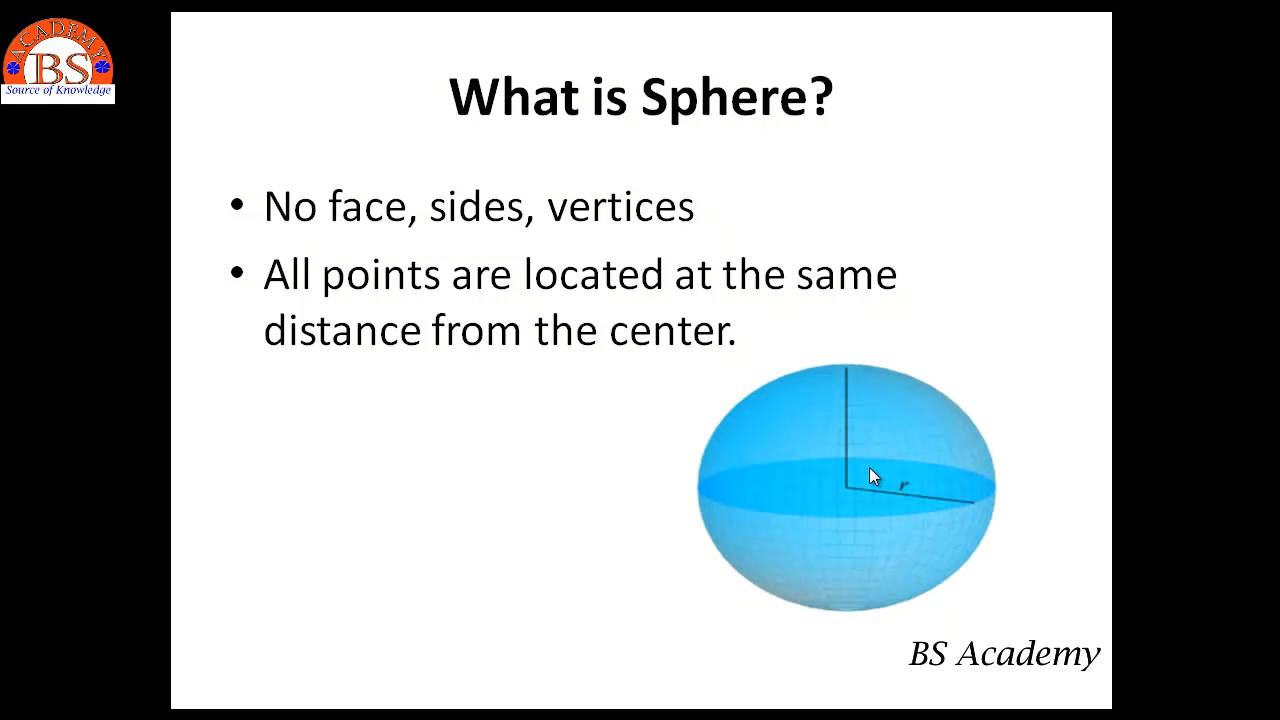 ACADEMY
BS
Source of Knowledge
What is Sphere?
• No face, sides, vertices
• All points are located at the same
distance from the center.
r
BS Academy